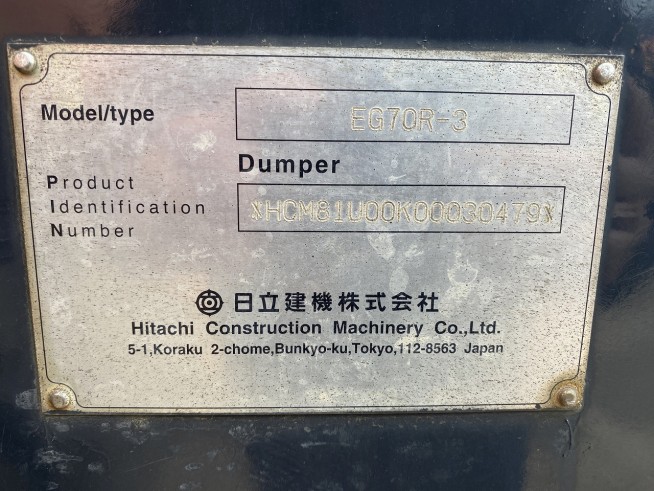 Model/type EG70R-3
Dumper
Product
Identification
Number
*HCM81U00K00030479*
日立建機株式会社
Hitachi Construction Machinery Co.,Ltd.
5-1,Koraku 2-chome,Bunkyo-ku,Tokyo,112-8563 Japan